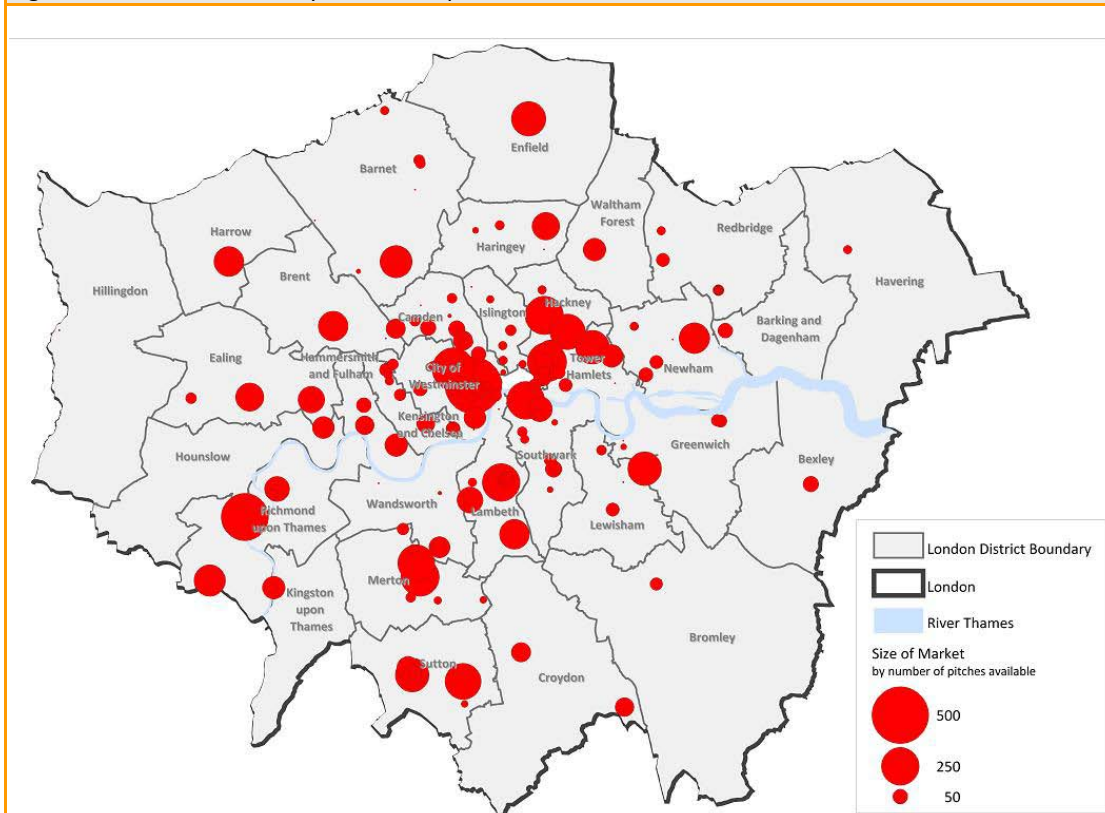 Enfield
Barnet
Waltham
Forest
Redbridge
Harrow
Haringey
Havering
Brent
Hillingdon
Hackney
Camden
Islington
Barking and
Dagenham
Ealing
Hammersmith
and Fulham
City of
Westminster
Tower
Hamlets
Newham
Kensington
and Chelsea
Greenwich
Hounslow
Southwark
Bexley
Wandsworth
Richmond
upon Thames
Lambeth
Lewisham
Merton
Kingston
upon
Thames
Bromley
Sutton
Croydon
London District Boundary
London
River Thames
Size of Market
by number of pitches available
500
250
50